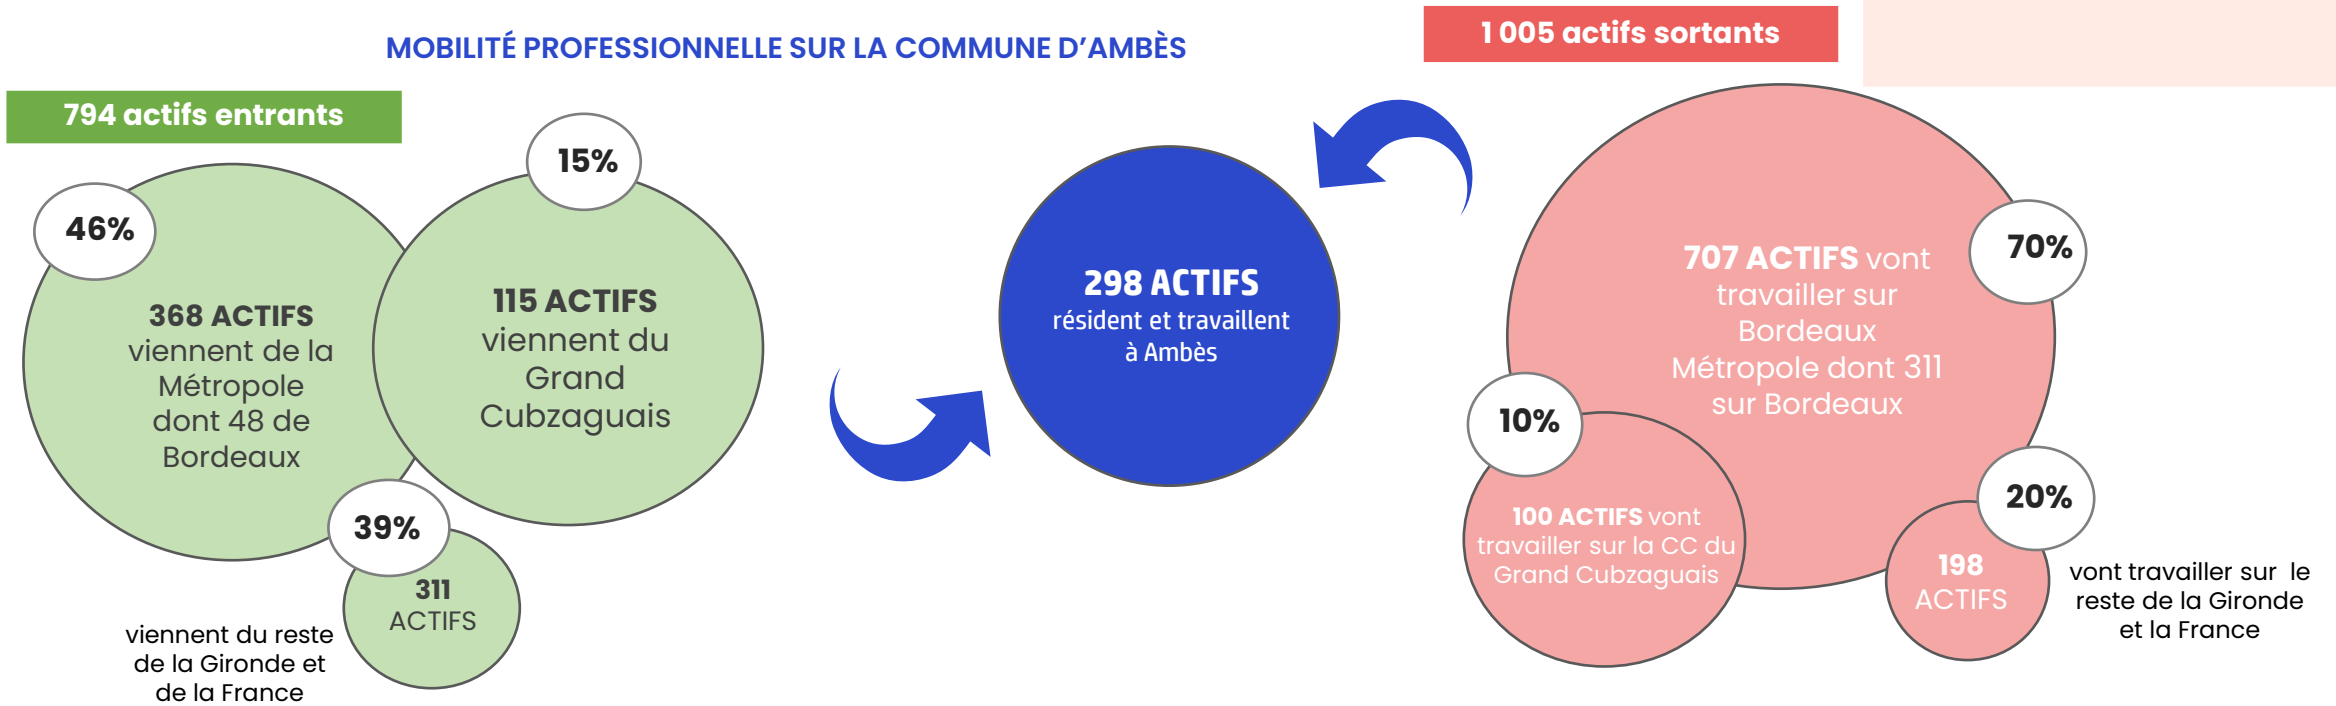 MOBILITÉ PROFESSIONNELLE SUR LA COMMUNE D'AMBÈS
794 actifs entrants
46%
368 ACTIFS
viennent de la
Métropole
dont 48 de
Bordeaux
15%
115 ACTIFS
viennent du
Grand
Cubzaguais
39%
311
ACTIFS
viennent du reste
de la Gironde et
de la France
298 ACTIFS
résident et travaillent
à Ambès
1 005 actifs sortants
70%
707 ACTIFS vont
travailler sur
Bordeaux
Métropole dont 311
sur Bordeaux
10%
100 ACTIFS vont
travailler sur la CC du
Grand Cubzaguais
20%
198
ACTIFS
vont travailler sur le
reste de la Gironde
et la France